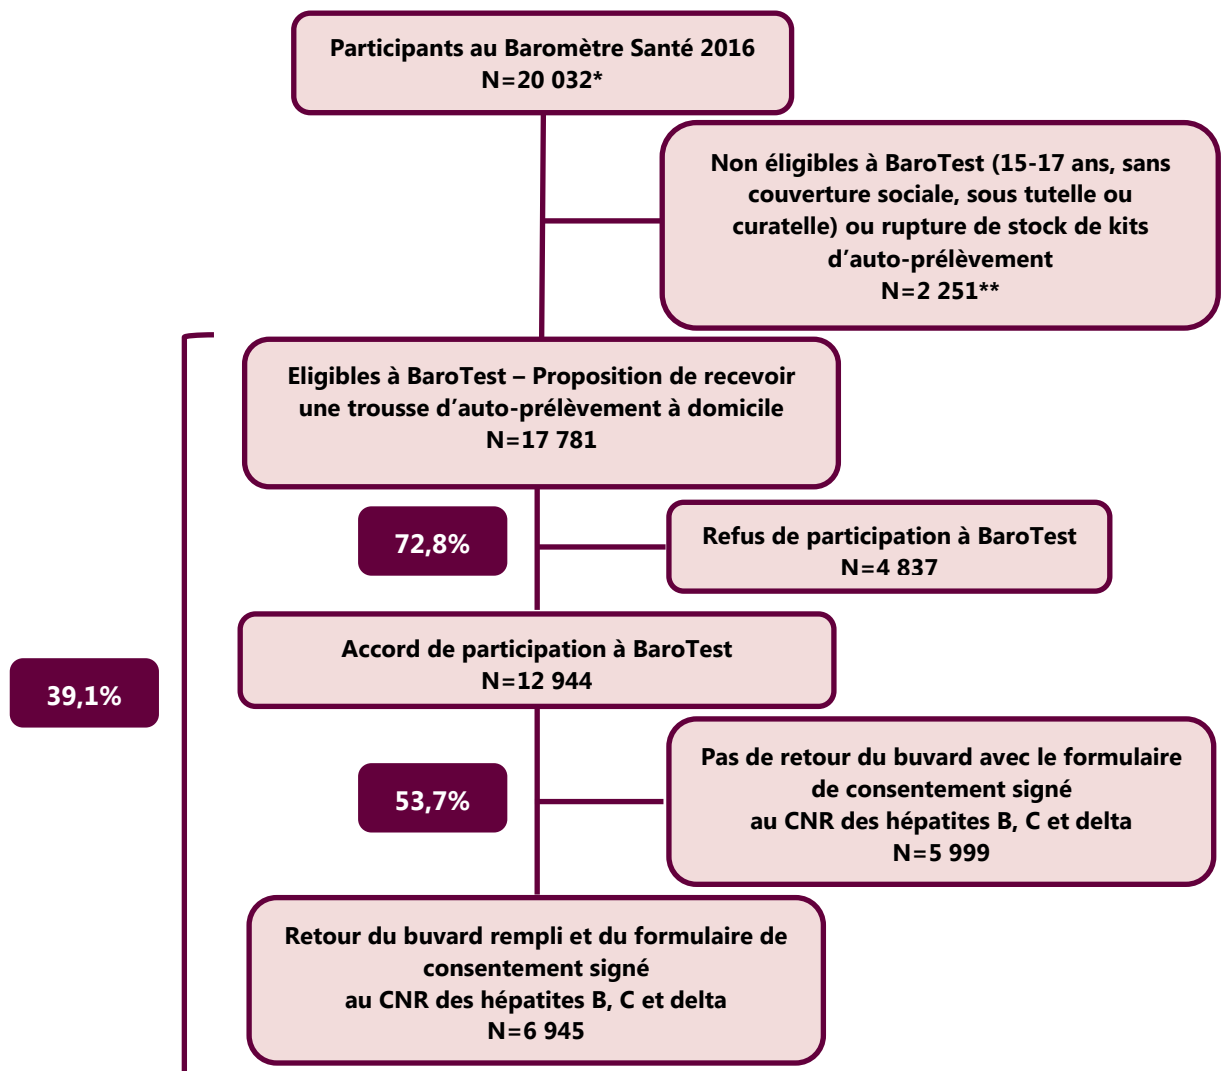 Participants au Baromètre Santé 2016
N=20 032*
Non éligibles à BaroTest (15-17 ans, sans
couverture sociale, sous tutelle ou
curatelle) ou rupture de stock de kits
d’auto-prélèvement
N=2 251**
Eligibles à BaroTest – Proposition de recevoir
une trousse d’auto-prélèvement à domicile
N=17 781
72,8%
Refus de participation à BaroTest
N=4 837
Accord de participation à BaroTest
N=12 944
39,1%
53,7%
Pas de retour du buvard avec le formulaire
de consentement signé
au CNR des hépatites B, C et delta
N=5 999
Retour du buvard rempli et du formulaire de
consentement signé
au CNR des hépatites B, C et delta
N=6 945